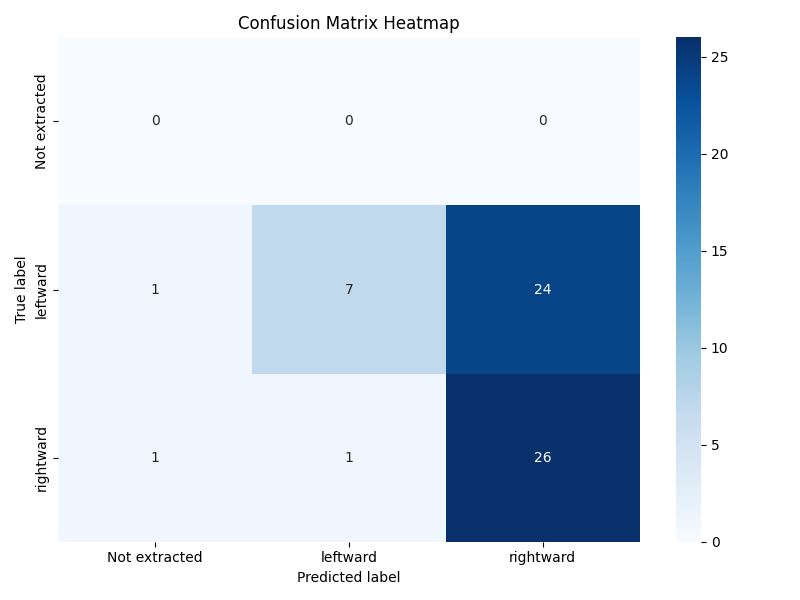 Confusion Matrix Heatmap
Not extracted
0 0 0
leftward
1 7 24
rightward
1 1 26
True label
Not extracted leftward rightward
Predicted label
25
20
15
10
5
0